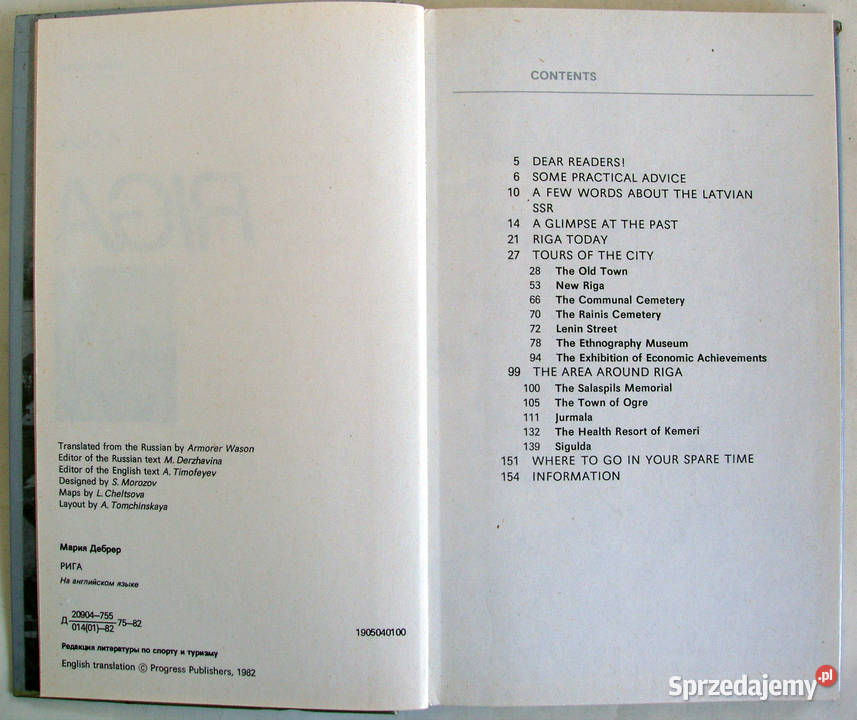 Translated from the Russian by Armorer Wason
Editor of the Russian text M. Derzhavina
Editor of the English text A. Timofeyev
Designed by S. Morozov
Maps by L. Cheltsova
Layout by A. Tomchinskaya
Мария Дебрер
РИГА
На английском языке
Д 20904—755
014(01)—82 75—82
1905040100
Редакция литературы по спорту и туризму
English translation © Progress Publishers, 1982
CONTENTS
5 DEAR READERS!
6 SOME PRACTICAL ADVICE
10 A FEW WORDS ABOUT THE LATVIAN
SSR
14 A GLIMPSE AT THE PAST
21 RIGA TODAY
27 TOURS OF THE CITY
28 The Old Town
53 New Riga
66 The Communal Cemetery
70 The Rainis Cemetery
72 Lenin Street
78 The Ethnography Museum
94 The Exhibition of Economic Achievements
99 THE AREA AROUND RIGA
100 The Salaspils Memorial
105 The Town of Ogre
111 Jurmala
132 The Health Resort of Kemeri
139 Sigulda
151 WHERE TO GO IN YOUR SPARE TIME
154 INFORMATION
Sprzedajemy.pl